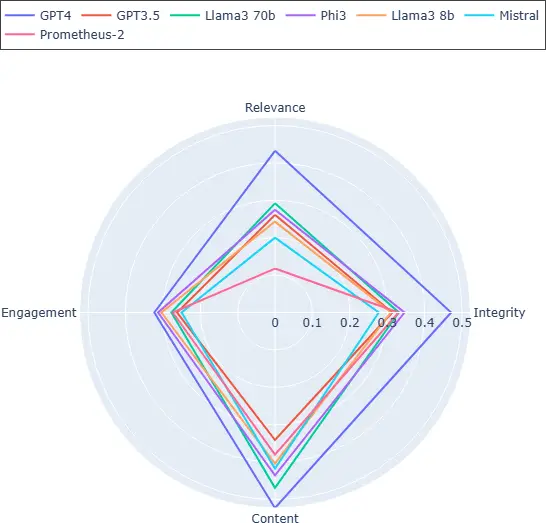 GPT4 GPT3.5 Llama3 70b Phi3 Llama3 8b Mistral
Prometheus-2
Relevance
Engagement
Integrity
0 0.1 0.2 0.3 0.4 0.5
Content